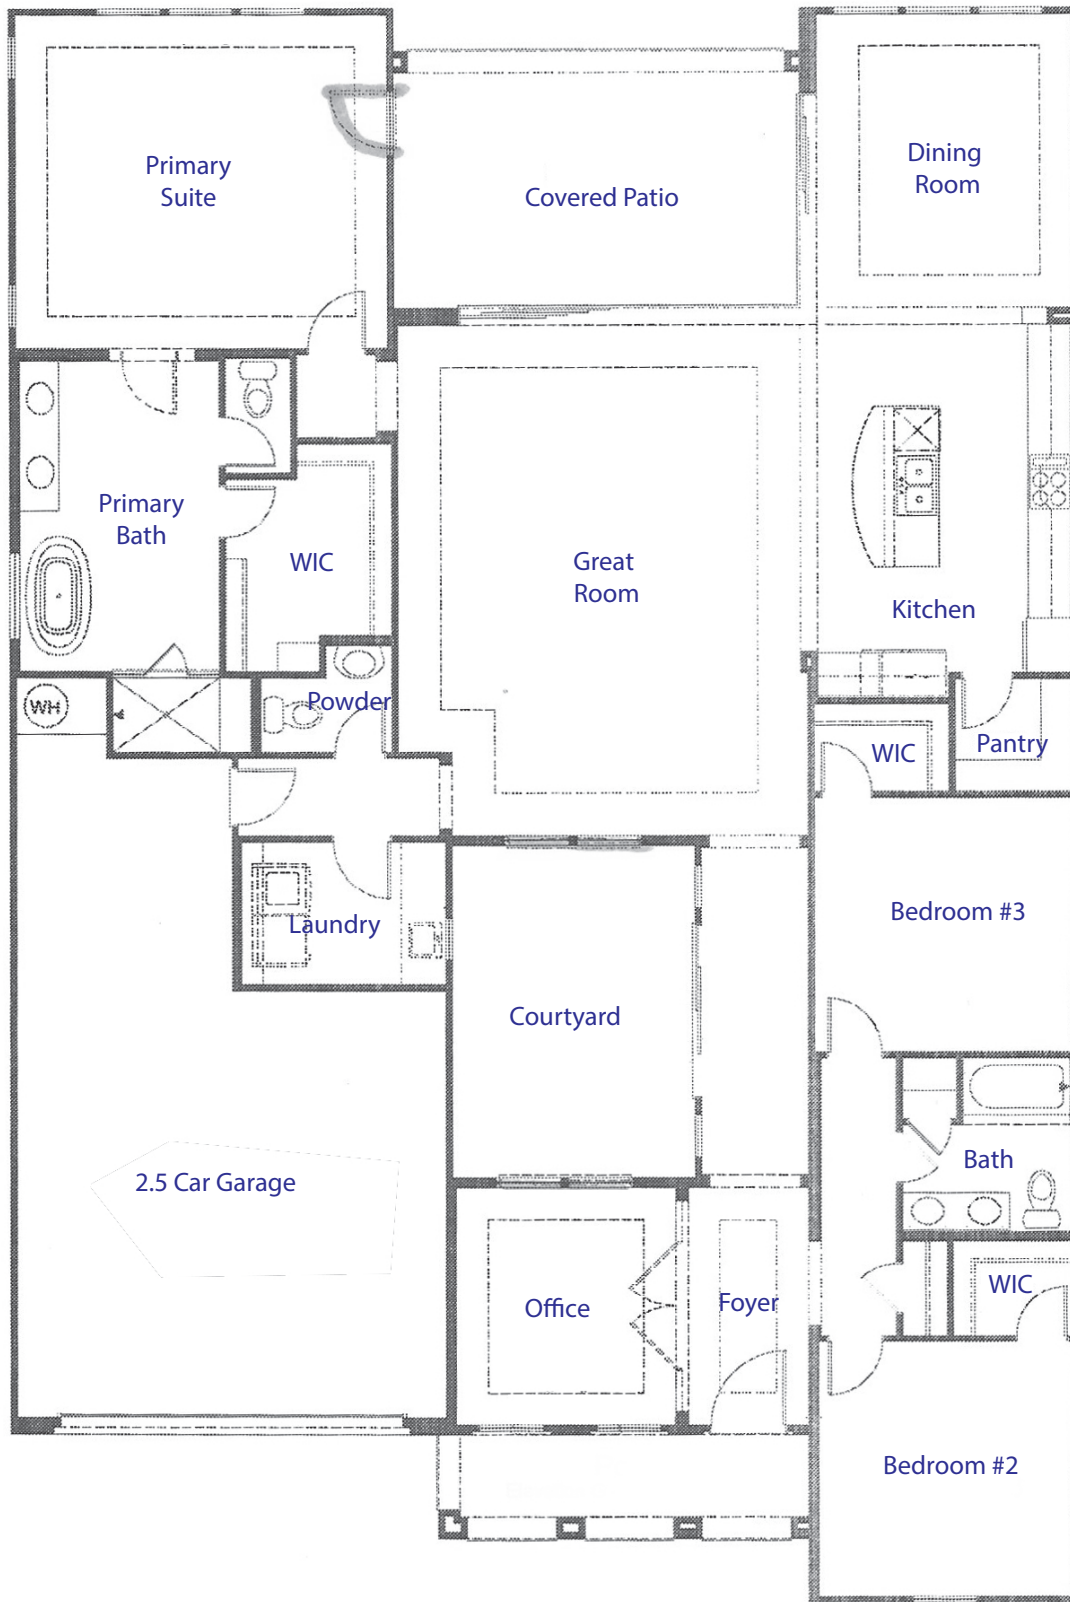 Primary
Suite
Covered Patio
Dining
Room
Primary
Bath
WIC
Great
Room
Kitchen
WH
Powder
WIC
Pantry
Laundry
Bedroom #3
Courtyard
2.5 Car Garage
Bath
Office
Foyer
WIC
Bedroom #2